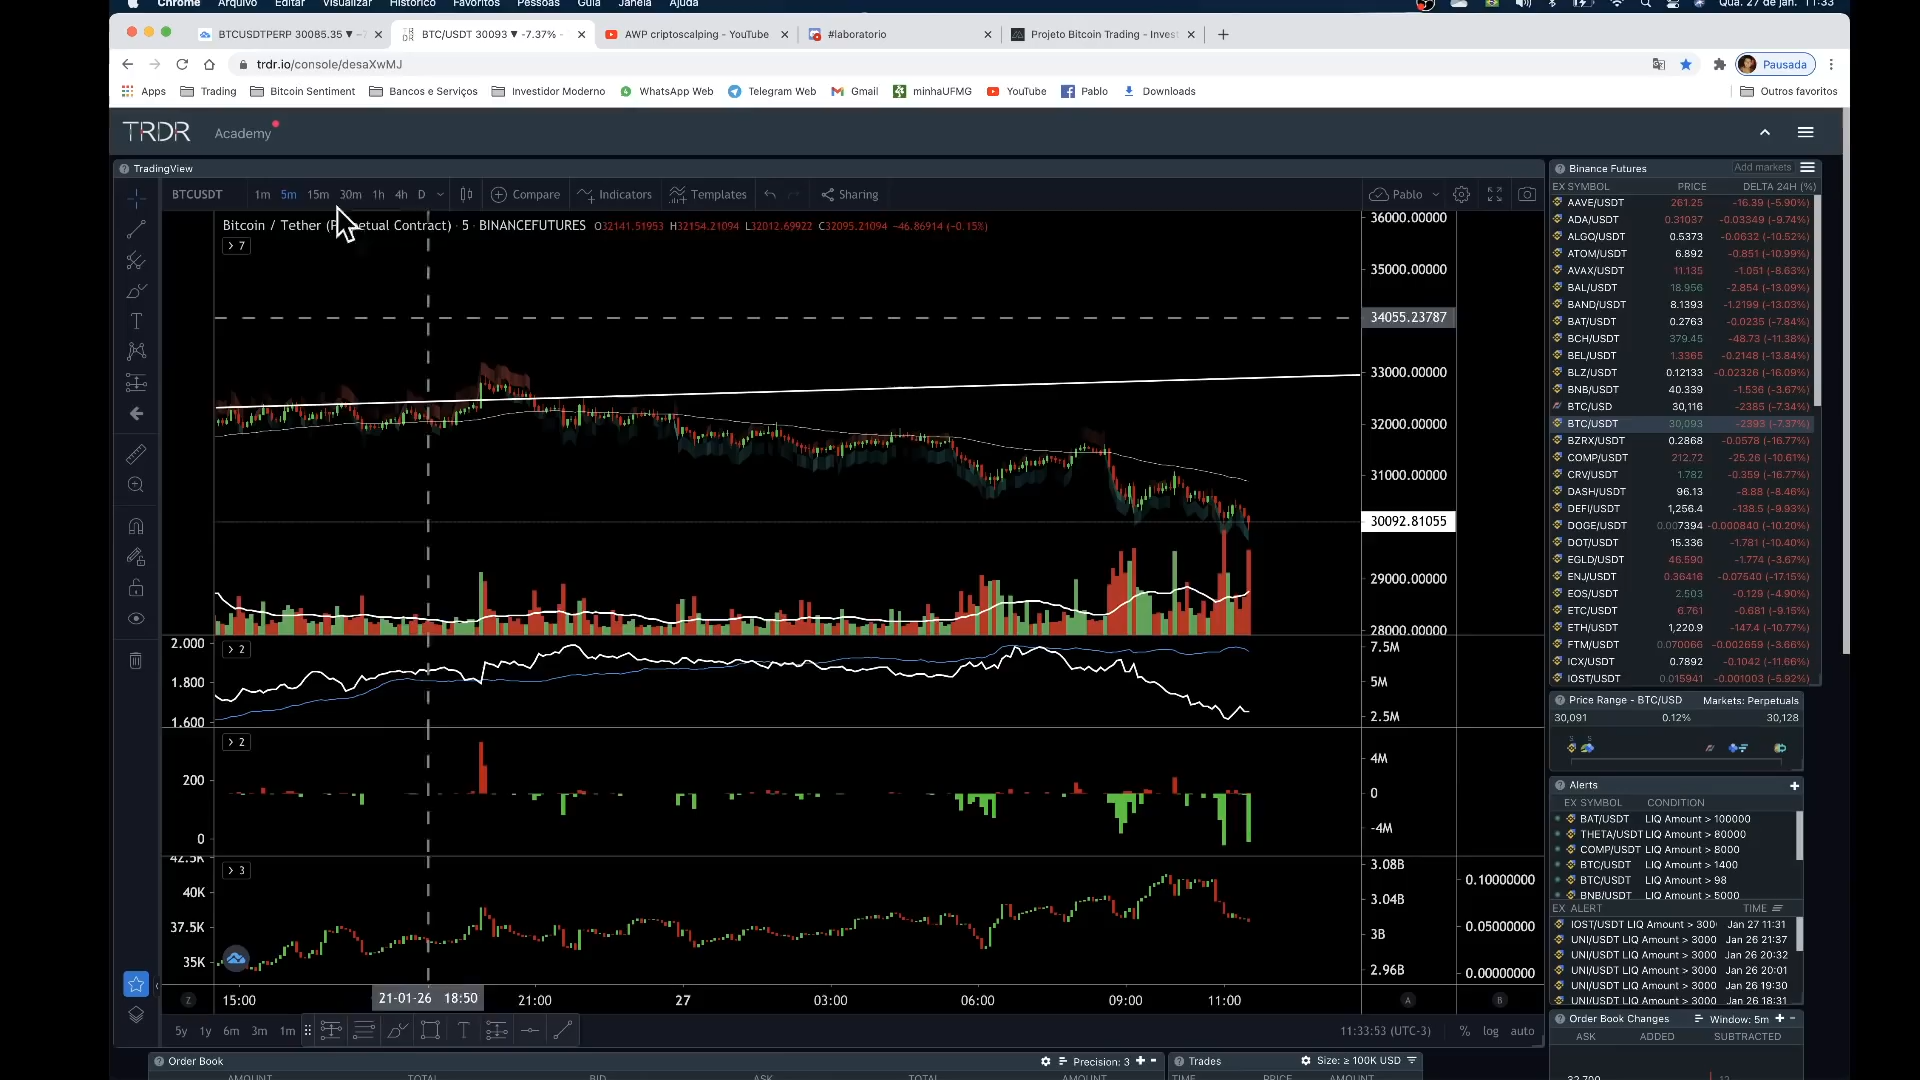 Chrome Arquivo Editar Visualizar Histórico Favoritos Pessoas Guia Janela Ajuda Qua. 27 de jan. 11:33
BTCUSDTPERP 30085.35 ▼ BTC/USDT 30093 ▼ -7.37% - AWP criptoscalping - YouTube #laboratorio Projeto Bitcoin Trading - Invest
trdr.io/console/desaXwMJ Pausada
Apps Trading Bitcoin Sentiment Bancos e Serviços Investidor Moderno WhatsApp Web Telegram Web Gmail minhaUFMG YouTube Pablo Downloads Outros favoritos
TRDR Academy
TradingView
BTCUSDT 1m 5m 15m 30m 1h 4h D Compare Indicators Templates Sharing Pablo
Bitcoin / Tether (P etual Contract) · 5 · BINANCEFUTURES O32141.51953 H32154.21094 L32012.69922 C32095.21094 -46.86914 (-0.15%)
> 7
36000.00000
35000.00000
34055.23787
33000.00000
32000.00000
31000.00000
30092.81055
29000.00000
28000.00000
2.000 > 2 7.5M
1.800 5M
1.600 2.5M
> 2
4M
200 0
0 -4M
42.5K > 3 3.08B
40K 0.10000000
3.04B
37.5K 0.05000000
3B
35K 2.96B 0.00000000
Z 15:00 21-01-26 18:50 21:00 27 03:00 06:00 09:00 11:00 A B
5y 1y 6m 3m 1m 11:33:53 (UTC-3) % log auto
Order Book Precision: 3 + - Trades Size: ≥ 100K USD
AMOUNT TOTAL BID ASK TOTAL AMOUNT TIME PRICE AMOUNT
Binance Futures Add markets
EX SYMBOL PRICE DELTA 24H (%)
AAVE/USDT 261.25 -16.39 (-5.90%)
ADA/USDT 0.31037 -0.03349 (-9.74%)
ALGO/USDT 0.5373 -0.0632 (-10.52%)
ATOM/USDT 6.892 -0.851 (-10.99%)
AVAX/USDT 11.135 -1.051 (-8.63%)
BAL/USDT 18.956 -2.854 (-13.09%)
BAND/USDT 8.1393 -1.2199 (-13.03%)
BAT/USDT 0.2763 -0.0235 (-7.84%)
BCH/USDT 379.45 -48.73 (-11.38%)
BEL/USDT 1.3365 -0.2148 (-13.84%)
BLZ/USDT 0.12133 -0.02326 (-16.09%)
BNB/USDT 40.339 -1.536 (-3.67%)
BTC/USD 30,116 -2385 (-7.34%)
BTC/USDT 30,093 -2393 (-7.37%)
BZRX/USDT 0.2868 -0.0578 (-16.77%)
COMP/USDT 212.72 -25.26 (-10.61%)
CRV/USDT 1.782 -0.359 (-16.77%)
DASH/USDT 96.13 -8.88 (-8.46%)
DEFI/USDT 1,256.4 -138.5 (-9.93%)
DOGE/USDT 0.007394 -0.000840 (-10.20%)
DOT/USDT 15.336 -1.781 (-10.40%)
EGLD/USDT 46.590 -1.774 (-3.67%)
ENJ/USDT 0.36416 -0.07540 (-17.15%)
EOS/USDT 2.503 -0.129 (-4.90%)
ETC/USDT 6.761 -0.681 (-9.15%)
ETH/USDT 1,220.9 -147.4 (-10.77%)
FTM/USDT 0.070066 -0.002659 (-3.66%)
ICX/USDT 0.7892 -0.1042 (-11.66%)
IOST/USDT 0.015941 -0.001003 (-5.92%)
Price Range - BTC/USD Markets: Perpetuals
30,091 0.12% 30,128
S S
Alerts +
EX SYMBOL CONDITION
BAT/USDT LIQ Amount > 100000
THETA/USDT LIQ Amount > 80000
COMP/USDT LIQ Amount > 8000
BTC/USDT LIQ Amount > 1400
BTC/USDT LIQ Amount > 98
BNB/USDT LIQ Amount > 5000
EX ALERT TIME
IOST/USDT LIQ Amount > 300 Jan 27 11:31
UNI/USDT LIQ Amount > 3000 Jan 26 21:37
UNI/USDT LIQ Amount > 3000 Jan 26 20:32
UNI/USDT LIQ Amount > 3000 Jan 26 20:01
UNI/USDT LIQ Amount > 3000 Jan 26 19:30
UNI/USDT LIQ Amount > 3000 Jan 26 18:31
Order Book Changes Window: 5m + -
ASK ADDED SUBTRACTED